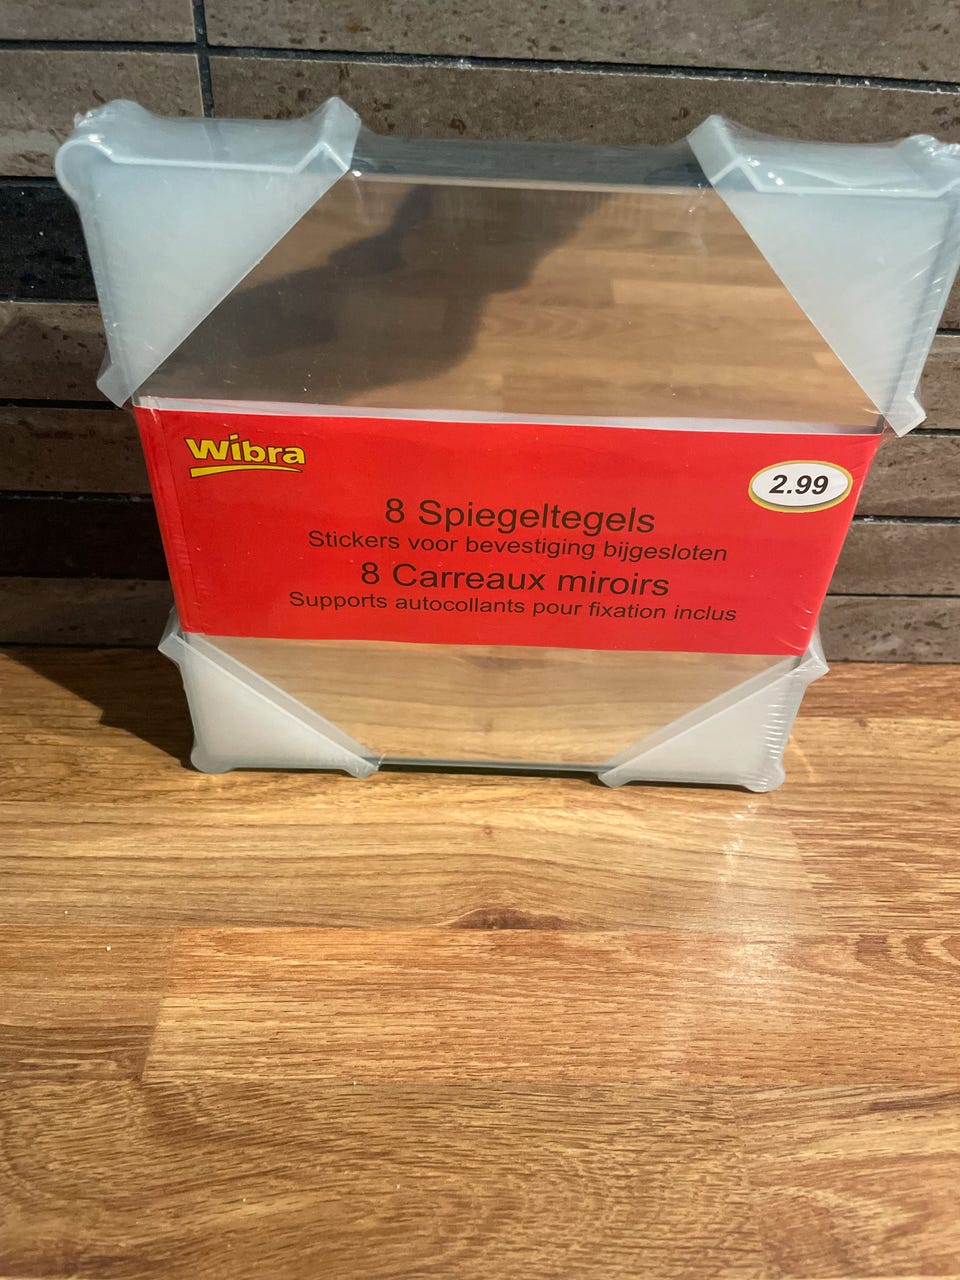 Wibra
2.99
8 Spiegeltegels
Stickers voor bevestiging bijgesloten
8 Carreaux miroirs
Supports autocollants pour fixation inclus